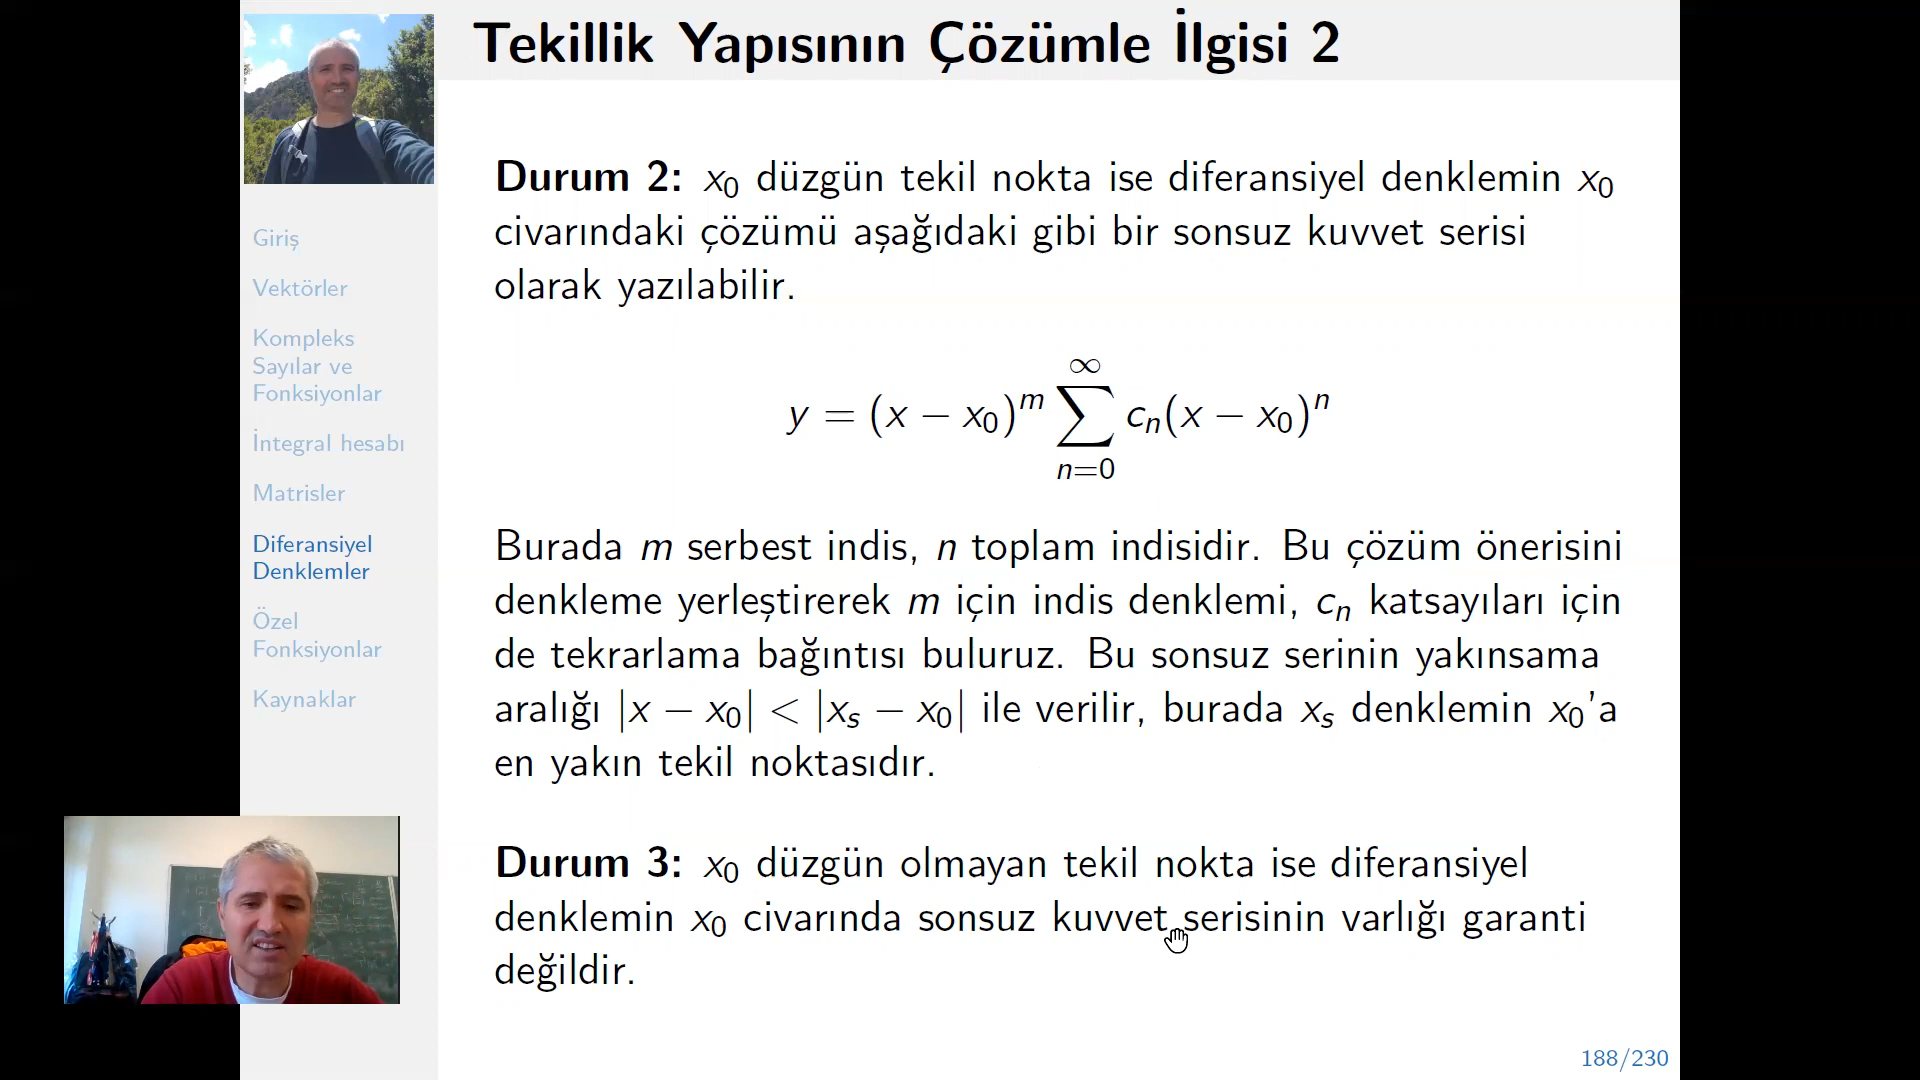 Tekillik Yapısının Çözümle İlgisi 2
Giriş
Vektörler
Kompleks
Sayılar ve
Fonksiyonlar
İntegral hesabı
Matrisler
Diferansiyel
Denklemler
Özel
Fonksiyonlar
Kaynaklar
Durum 2: x₀ düzgün tekil nokta ise diferansiyel denklemin x₀
civarındaki çözümü aşağıdaki gibi bir sonsuz kuvvet serisi
olarak yazılabilir.
y = (x − x₀)^m ∑_{n=0}^{∞} c_n(x − x₀)^n
Burada m serbest indis, n toplam indisidir. Bu çözüm önerisini
denkleme yerleştirerek m için indis denklemi, c_n katsayıları için
de tekrarlama bağıntısı buluruz. Bu sonsuz serinin yakınsama
aralığı |x − x₀| < |x_s − x₀| ile verilir, burada x_s denklemin x₀'a
en yakın tekil noktasıdır.
Durum 3: x₀ düzgün olmayan tekil nokta ise diferansiyel
denklemin x₀ civarında sonsuz kuvvet serisinin varlığı garanti
değildir.
188/230